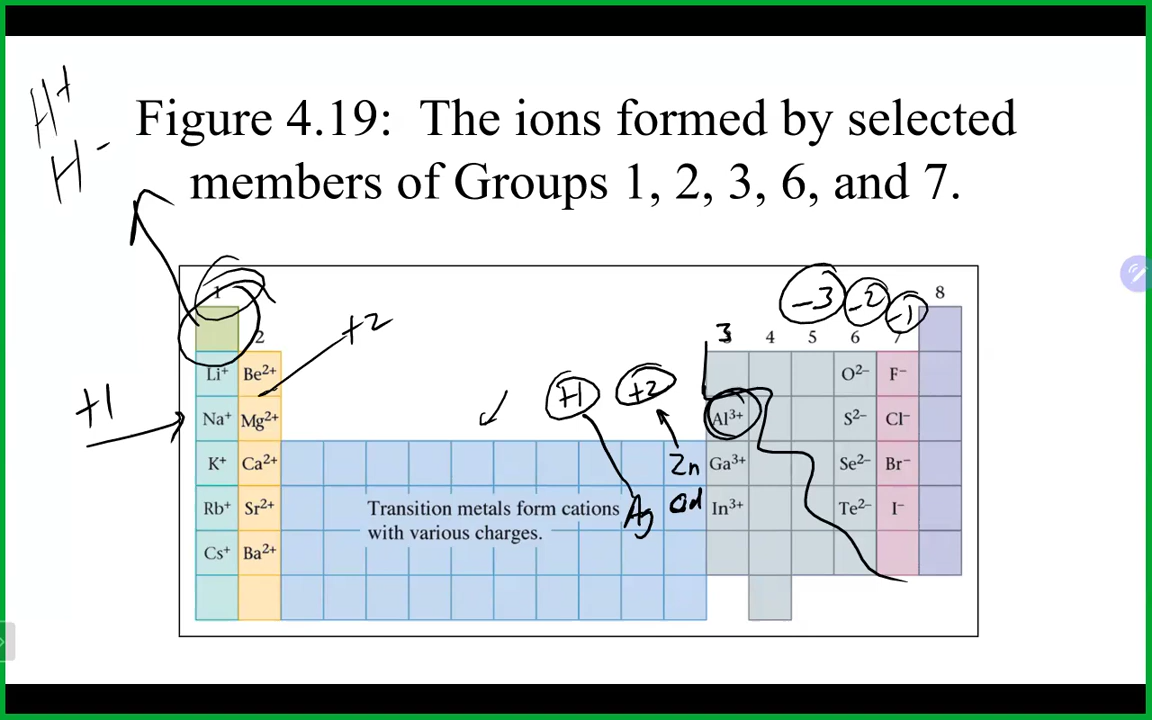 H+
H-
Figure 4.19: The ions formed by selected
members of Groups 1, 2, 3, 6, and 7.
1
-3
-2
-1
8
2
+2
3
4
5
6
7
Li+ Be2+ O2- F-
+1
Na+ Mg2+ +1 +2 Al3+ S2- Cl-
K+ Ca2+ Zn Ga3+ Se2- Br-
Rb+ Sr2+ Transition metals form cations Ag Cd In3+ Te2- I-
with various charges.
Cs+ Ba2+